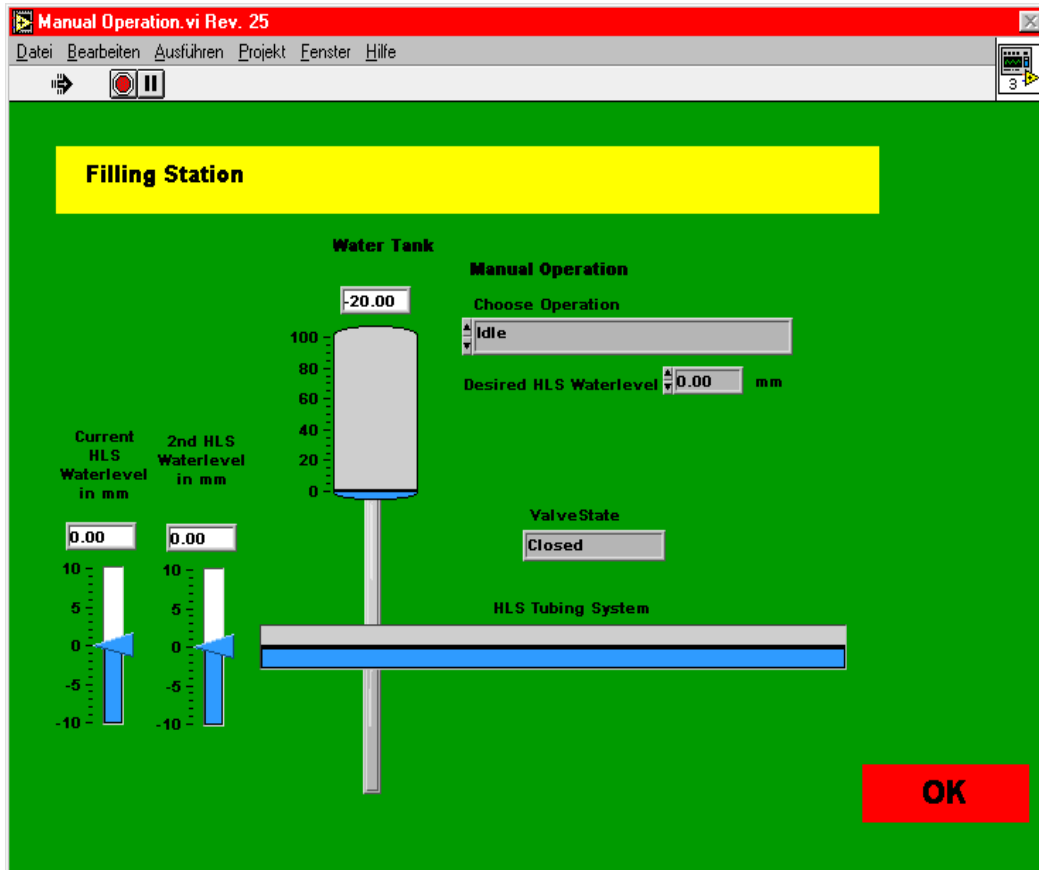 Manual Operation.vi Rev. 25
Datei Bearbeiten Ausführen Projekt Fenster Hilfe
3
Filling Station
Water Tank
-20.00
100
80
60
40
20
0
Manual Operation
Choose Operation
Idle
Desired HLS Waterlevel 0.00 mm
Current
HLS
Waterlevel
in mm
0.00
10
5
0
-5
-10
2nd HLS
Waterlevel
in mm
0.00
10
5
0
-5
-10
ValveState
Closed
HLS Tubing System
OK